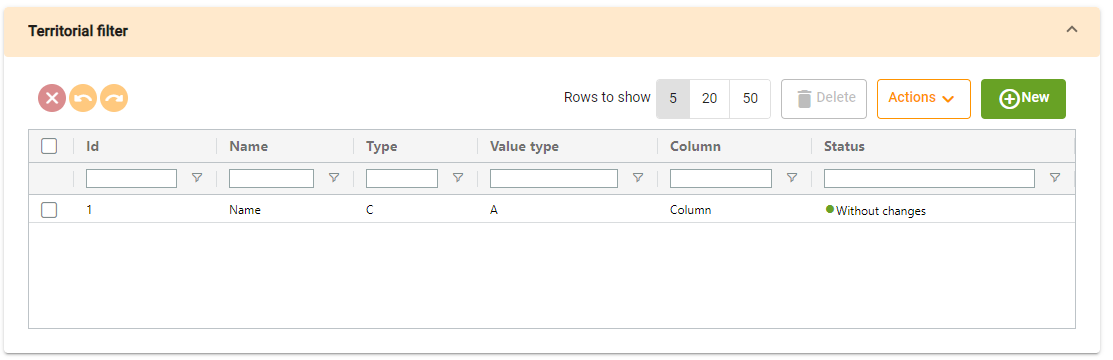 Territorial filter
Rows to show 5 20 50 Delete Actions New
Id Name Type Value type Column Status
1 Name C A Column Without changes